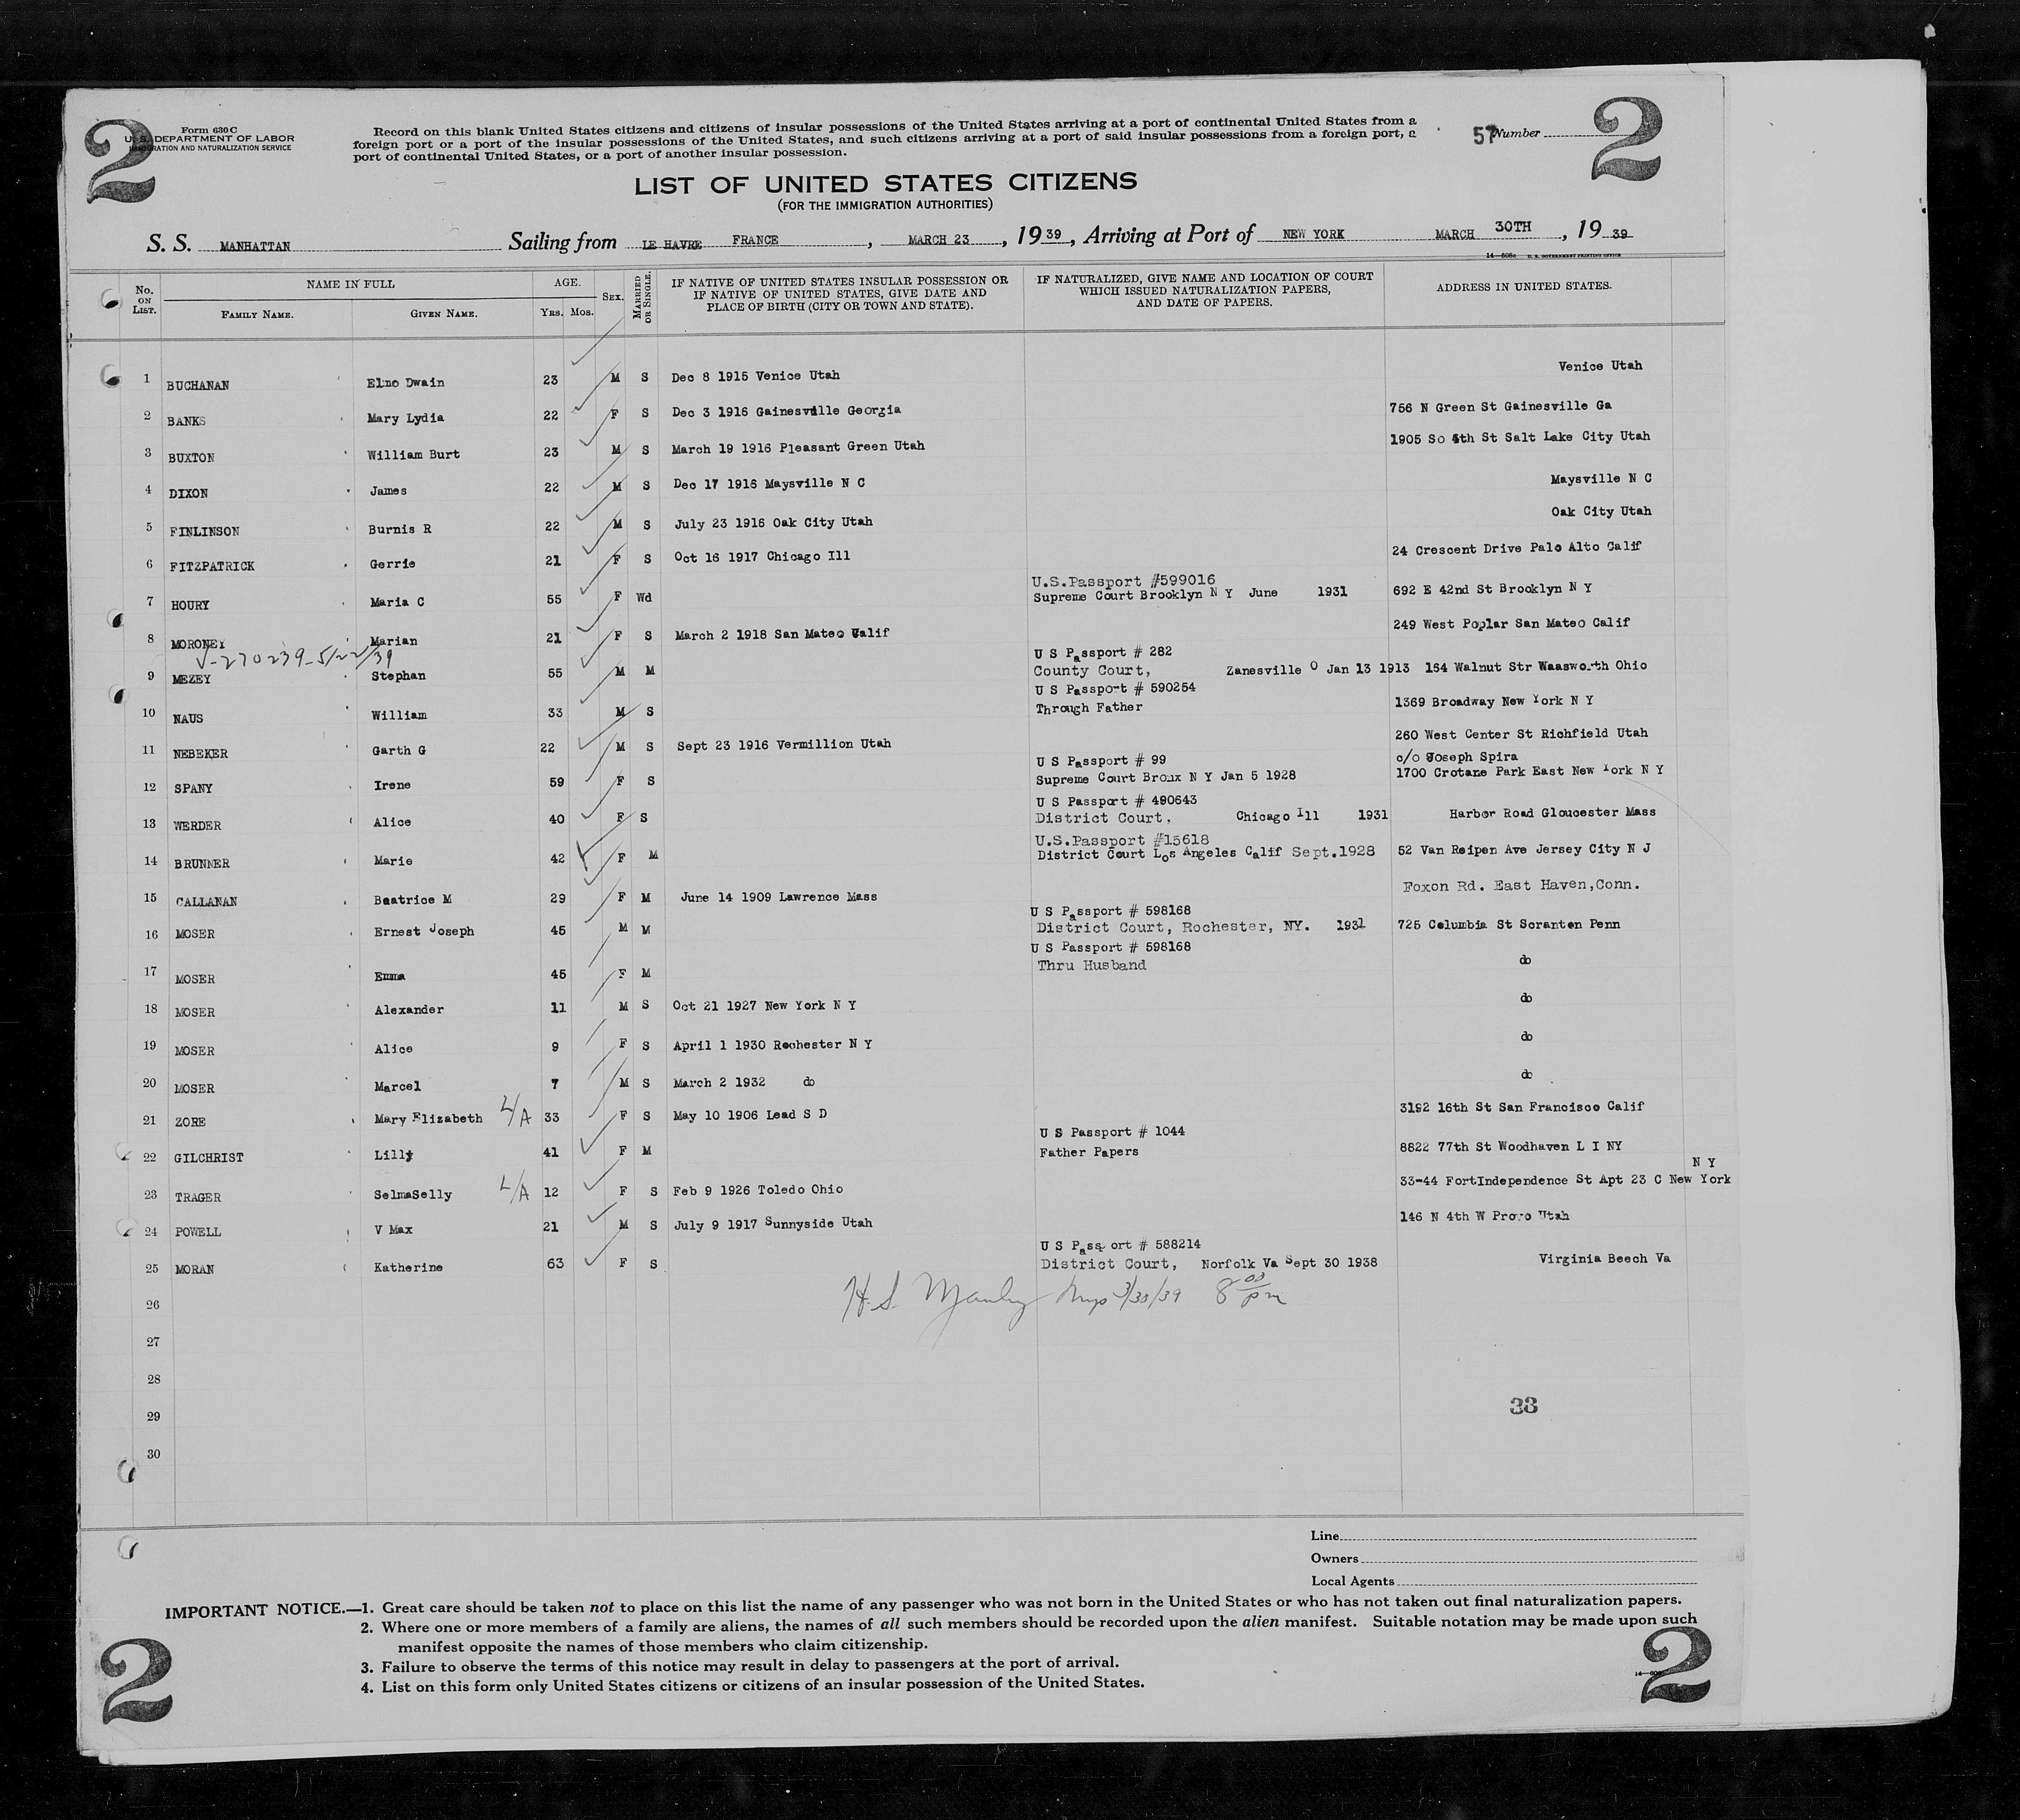 2
2
Form 630 C
U. S. DEPARTMENT OF LABOR
IMMIGRATION AND NATURALIZATION SERVICE
Record on this blank United States citizens and citizens of insular possessions of the United States arriving at a port of continental United States from a
foreign port or a port of the insular possessions of the United States, and such citizens arriving at a port of said insular possessions from a foreign port, a
port of continental United States, or a port of another insular possession.
57 Number
LIST OF UNITED STATES CITIZENS
(FOR THE IMMIGRATION AUTHORITIES)
S. S. MANHATTAN Sailing from LE HAVRE FRANCE, MARCH 23, 19 39, Arriving at Port of NEW YORK MARCH 30TH, 19 39
14—608c U. S. GOVERNMENT PRINTING OFFICE
No. ON LIST. NAME IN FULL FAMILY NAME. GIVEN NAME. AGE. YRS. MOS. SEX. MARRIED OR SINGLE. IF NATIVE OF UNITED STATES INSULAR POSSESSION OR IF NATIVE OF UNITED STATES, GIVE DATE AND PLACE OF BIRTH (CITY OR TOWN AND STATE). IF NATURALIZED, GIVE NAME AND LOCATION OF COURT WHICH ISSUED NATURALIZATION PAPERS, AND DATE OF PAPERS. ADDRESS IN UNITED STATES.
1 BUCHANAN Elno Dwain 23 M S Dec 8 1915 Venice Utah Venice Utah
2 BANKS Mary Lydia 22 F S Dec 3 1916 Gainesville Georgia 756 N Green St Gainesville Ga
3 BUXTON William Burt 23 M S March 19 1916 Pleasant Green Utah 1905 So 4th St Salt Lake City Utah
4 DIXON James 22 M S Dec 17 1916 Maysville N C Maysville N C
5 FINLINSON Burnis R 22 M S July 23 1916 Oak City Utah Oak City Utah
6 FITZPATRICK Gerrie 21 F S Oct 16 1917 Chicago Ill 24 Crescent Drive Palo Alto Calif
U.S.Passport #599016
7 HOURY Maria C 55 F Wd Supreme Court Brooklyn N Y June 1931 692 E 42nd St Brooklyn N Y
8 MORONEY Marian 21 F S March 2 1918 San Mateo Calif 249 West Poplar San Mateo Calif
V-270239-5/22/39
U S Passport # 282
9 MEZEY Stephan 55 M M County Court, Zanesville O Jan 13 1913 164 Walnut Str Waasworth Ohio
U S Passport # 590254
10 NAUS William 33 M S Through Father 1369 Broadway New York N Y
11 NEBEKER Garth G 22 M S Sept 23 1916 Vermillion Utah 260 West Center St Richfield Utah
U S Passport # 99 c/o Joseph Spira
12 SPANY Irene 59 F S Supreme Court Bronx N Y Jan 5 1928 1700 Crotane Park East New York N Y
U S Passport # 490643
13 WERDER Alice 40 F S District Court, Chicago Ill 1931 Harbor Road Gloucester Mass
U.S.Passport #15618
14 BRUNNER Marie 42 F M District Court Los Angeles Calif Sept.1928 52 Van Reipen Ave Jersey City N J
15 CALLANAN Beatrice M 29 F M June 14 1909 Lawrence Mass Foxon Rd. East Haven,Conn.
U S Passport # 598168
16 MOSER Ernest Joseph 45 M M District Court, Rochester, NY. 1931 725 Columbia St Scranton Penn
U S Passport # 598168
17 MOSER Emma 45 F M Thru Husband do
18 MOSER Alexander 11 M S Oct 21 1927 New York N Y do
19 MOSER Alice 9 F S April 1 1930 Rochester N Y do
20 MOSER Marcel 7 M S March 2 1932 do do
21 ZORE Mary Elizabeth L/A 33 F S May 10 1906 Lead S D 3192 16th St San Francisco Calif
U S Passport # 1044
22 GILCHRIST Lilly 41 F M Father Papers 8822 77th St Woodhaven L I NY
N Y
23 TRAGER SelmaSelly L/A 12 F S Feb 9 1926 Toledo Ohio 33-44 FortIndependence St Apt 23 C New York
24 POWELL V Max 21 M S July 9 1917 Sunnyside Utah 146 N 4th W Provo Utah
U S Passport # 588214
25 MORAN Katherine 63 F S District Court, Norfolk Va Sept 30 1938 Virginia Beech Va
26 H. S. Manley 3/30/39 8 00 pm
27
28
29 33
30
Line
Owners
Local Agents
IMPORTANT NOTICE.—1. Great care should be taken not to place on this list the name of any passenger who was not born in the United States or who has not taken out final naturalization papers.
2. Where one or more members of a family are aliens, the names of all such members should be recorded upon the alien manifest. Suitable notation may be made upon such
manifest opposite the names of those members who claim citizenship.
3. Failure to observe the terms of this notice may result in delay to passengers at the port of arrival.
4. List on this form only United States citizens or citizens of an insular possession of the United States.
2
2